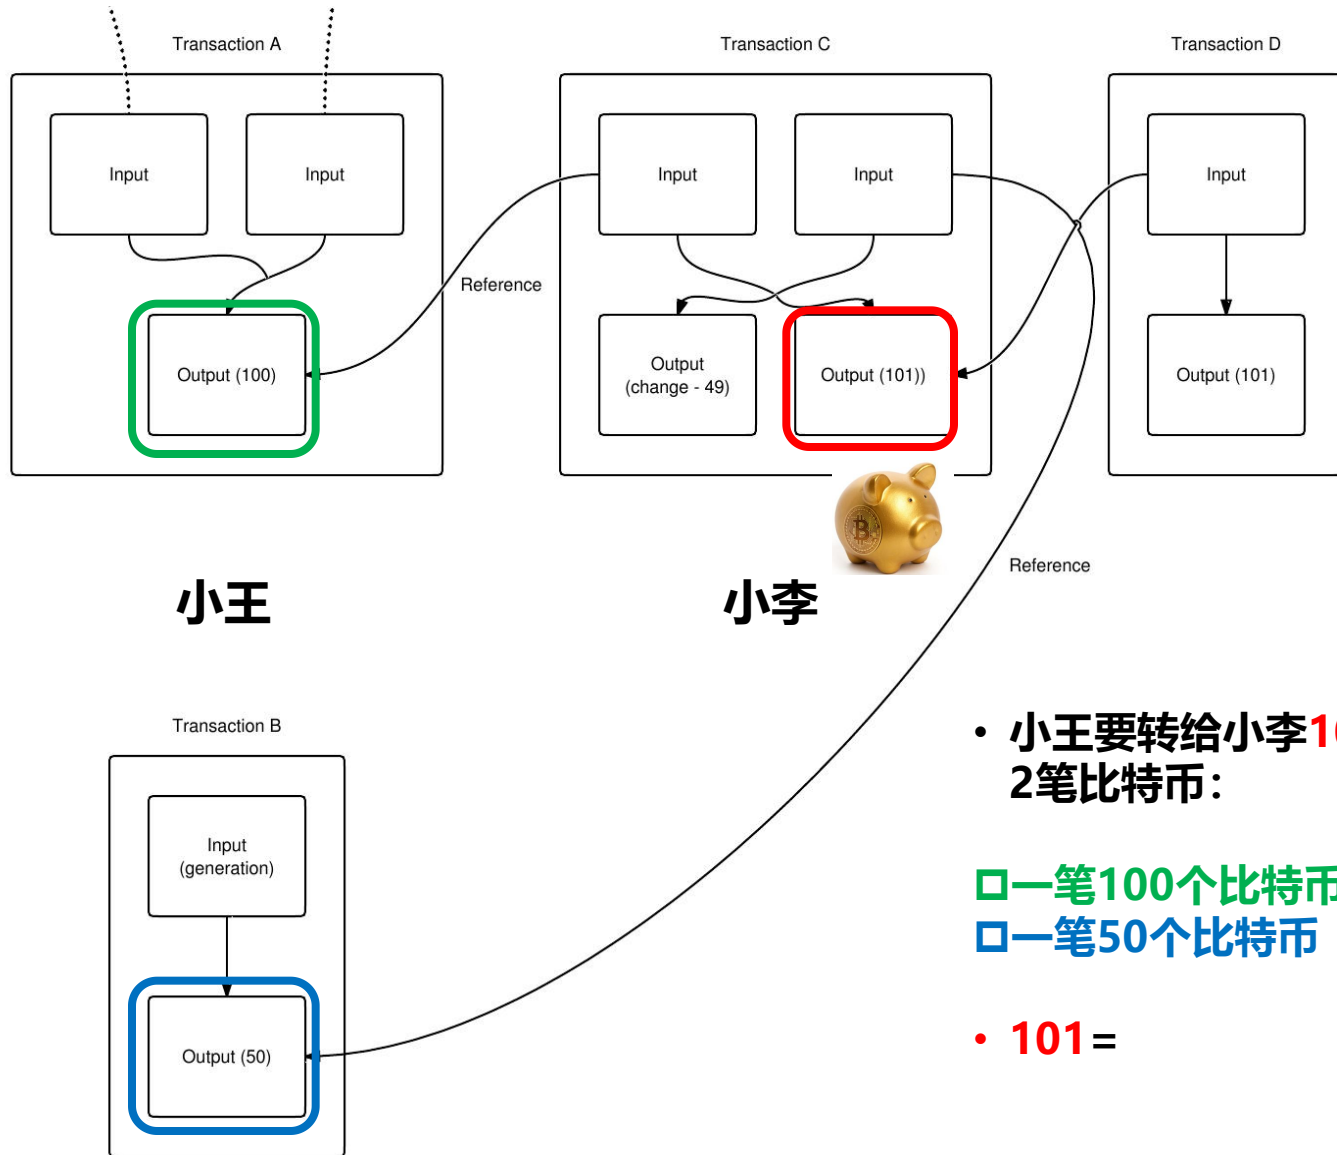 Transaction A
Transaction C
Transaction D
Input
Input
Input
Input
Input
Reference
Output (100)
Output
(change - 49)
Output (101))
Output (101)
Reference
小王
小李
Transaction B
Input
(generation)
Output (50)
• 小王要转给小李10
2笔比特币：
一笔100个比特币
一笔50个比特币
• 101=